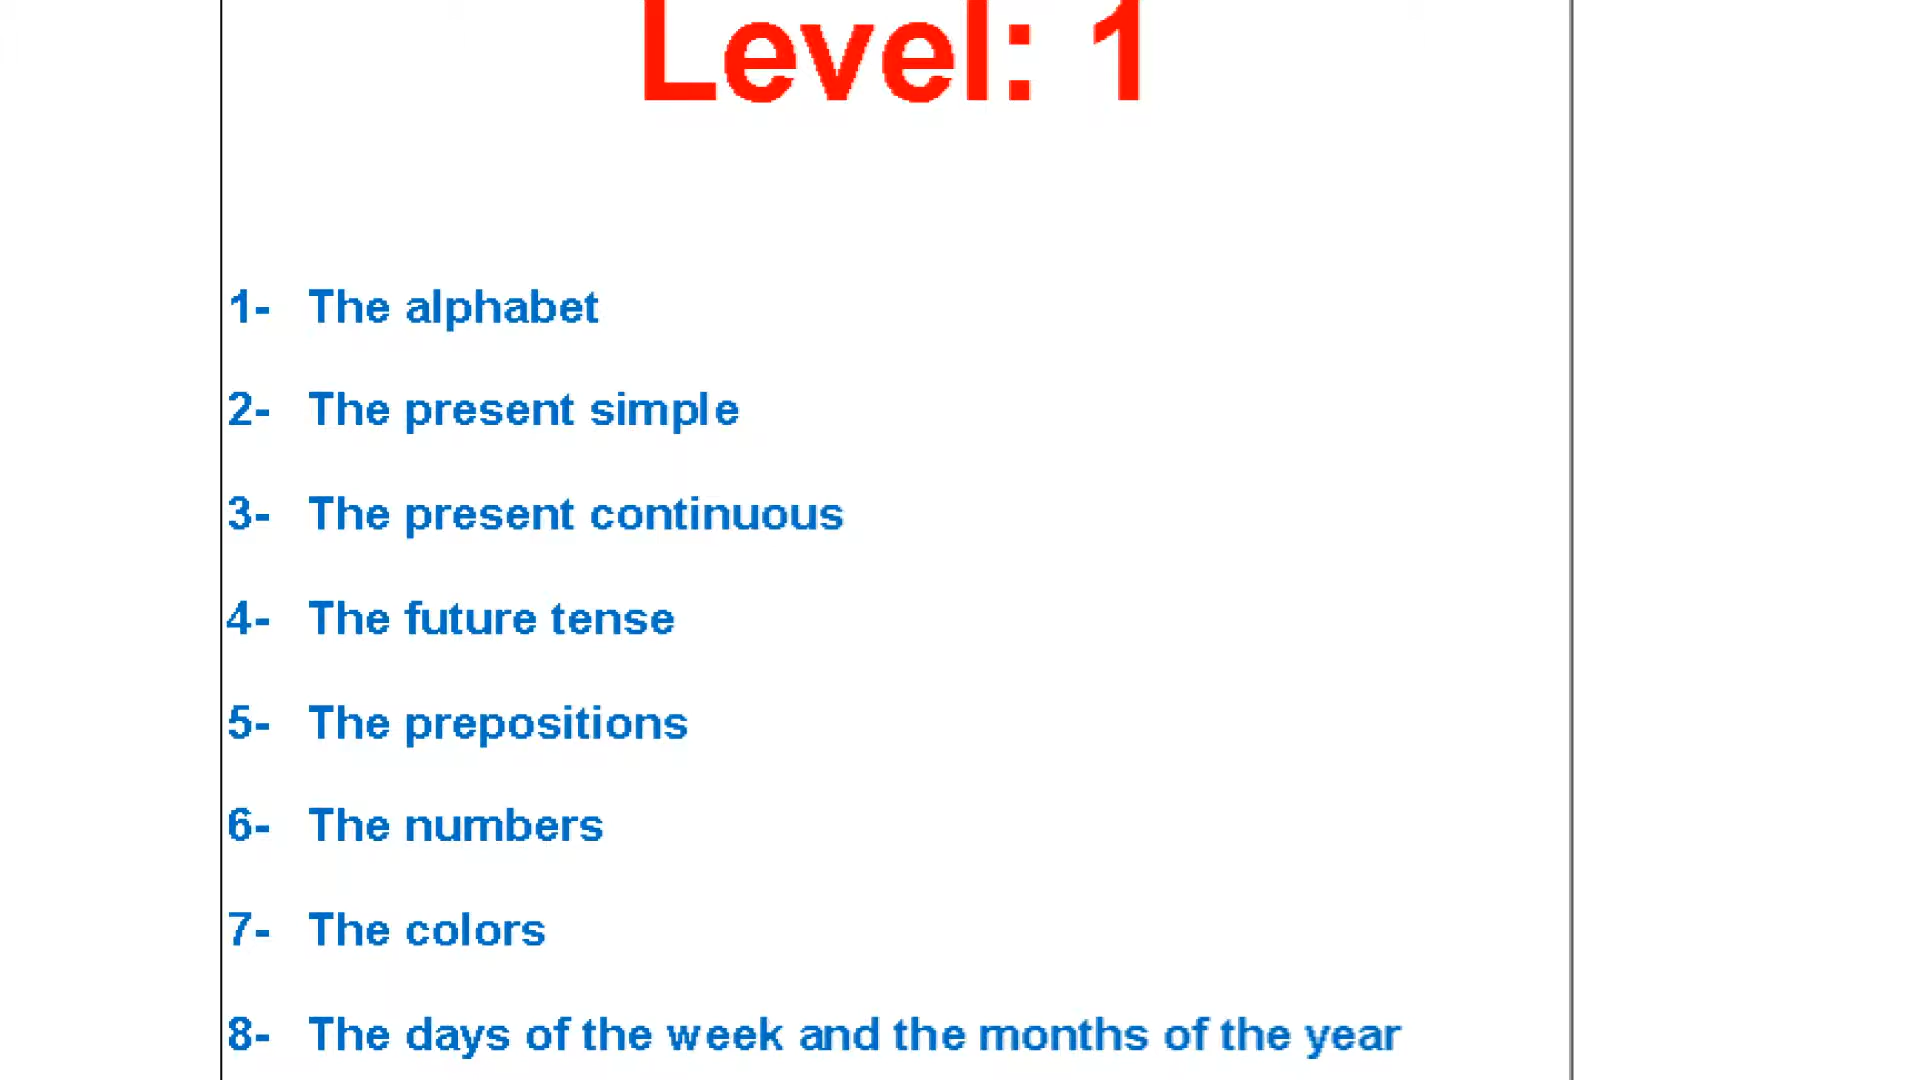 Level: 1
1- The alphabet
2- The present simple
3- The present continuous
4- The future tense
5- The prepositions
6- The numbers
7- The colors
8- The days of the week and the months of the year